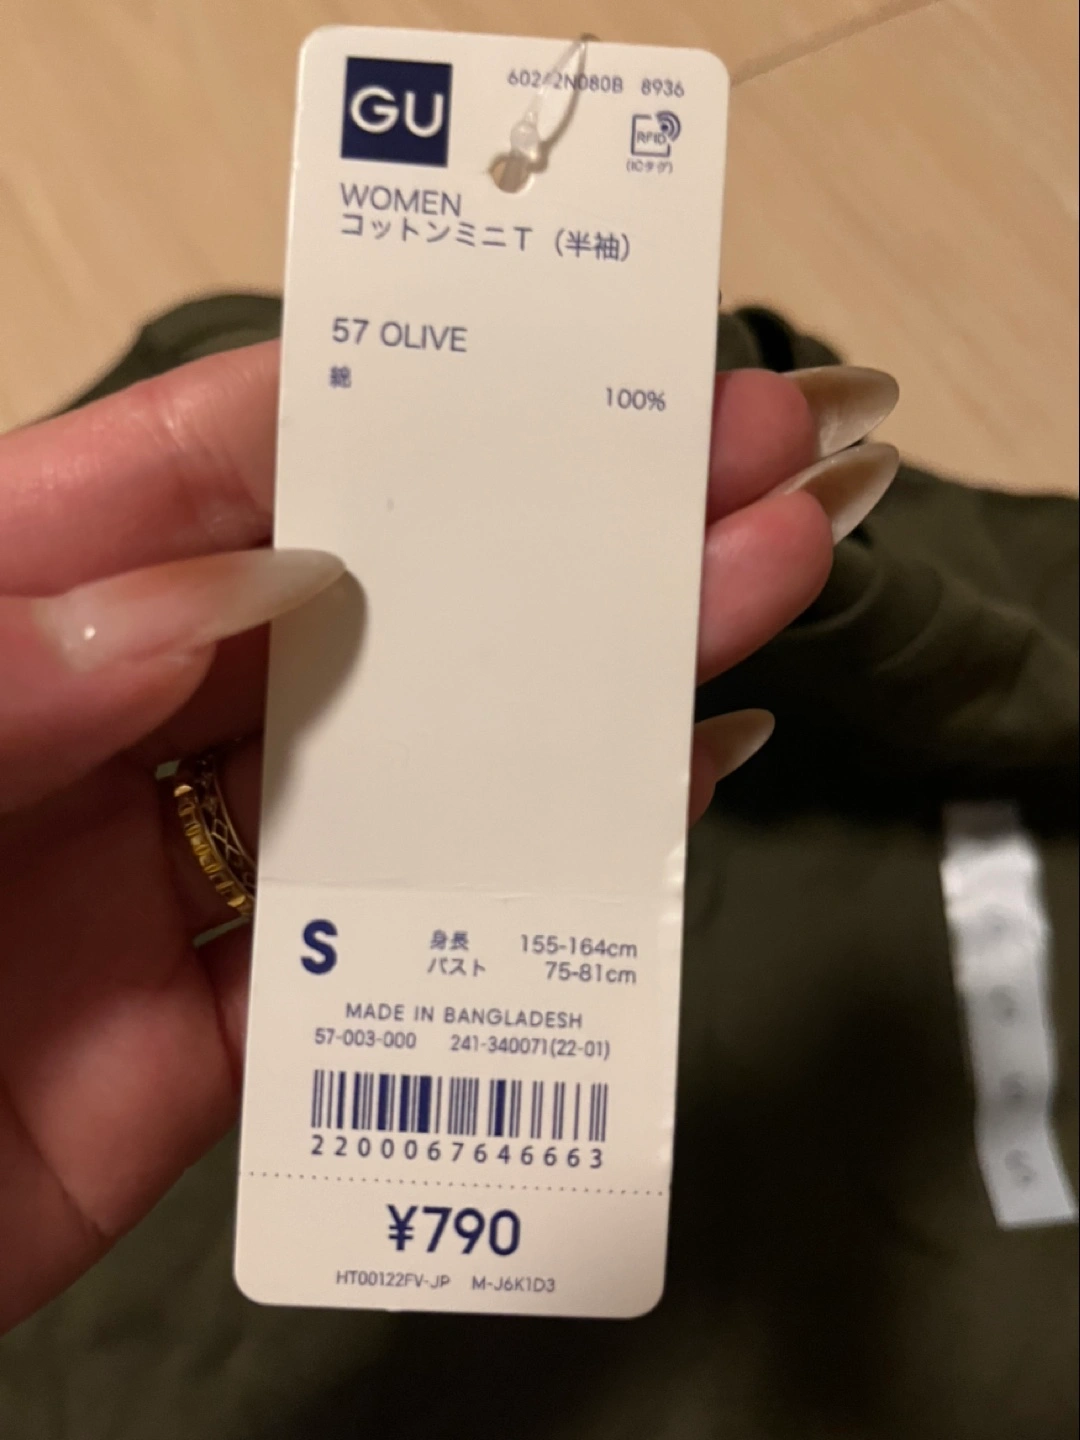 GU
8936
RFID
(ICタグ)
WOMEN
コットンミニT (半袖)
57 OLIVE
綿 100%
S
身長 155-164cm
バスト 75-81cm
MADE IN BANGLADESH
57-003-000 241-340071(22-01)
2200067646663
¥790
HT00122FV-JP M-J6K1D3
S